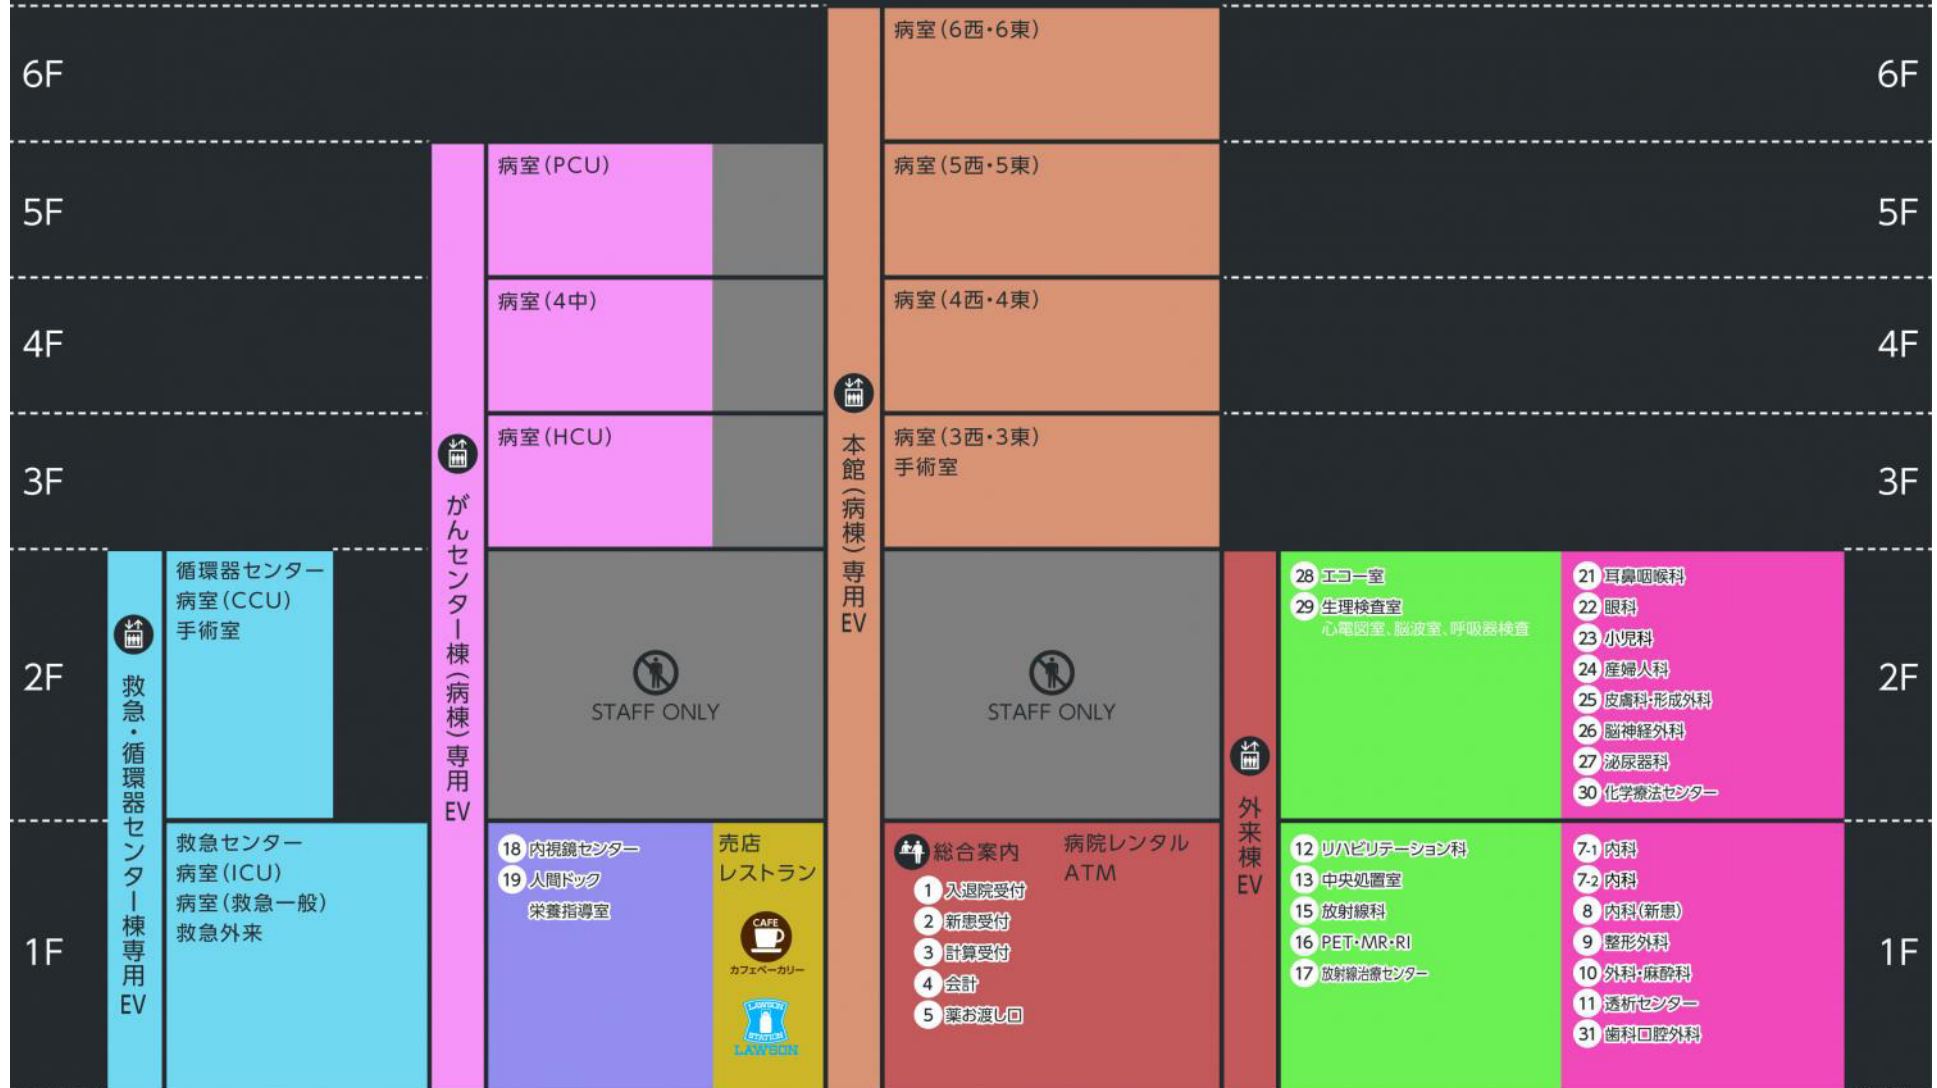 6F
病室(6西・6東)
6F
5F
病室(PCU)
病室(5西・5東)
5F
4F
病室(4中)
病室(4西・4東)
4F
3F
病室(HCU)
病室(3西・3東)
手術室
3F
がんセンター棟(病棟)専用EV
本館(病棟)専用EV
2F
救急・循環器センター棟専用EV
循環器センター
病室(CCU)
手術室
STAFF ONLY
STAFF ONLY
外来棟EV
28 エコー室
29 生理検査室
心電図室、脳波室、呼吸器検査
21 耳鼻咽喉科
22 眼科
23 小児科
24 産婦人科
25 皮膚科・形成外科
26 脳神経外科
27 泌尿器科
30 化学療法センター
2F
1F
救急センター
病室(ICU)
病室(救急一般)
救急外来
18 内視鏡センター
19 人間ドック
栄養指導室
売店
レストラン
CAFE
カフェベーカリー
LAWSON
STATION
LAWSON
総合案内
1 入退院受付
2 新患受付
3 計算受付
4 会計
5 薬お渡し口
病院レンタル
ATM
12 リハビリテーション科
13 中央処置室
15 放射線科
16 PET・MR・RI
17 放射線治療センター
7-1 内科
7-2 内科
8 内科(新患)
9 整形外科
10 外科・麻酔科
11 透析センター
31 歯科口腔外科
1F